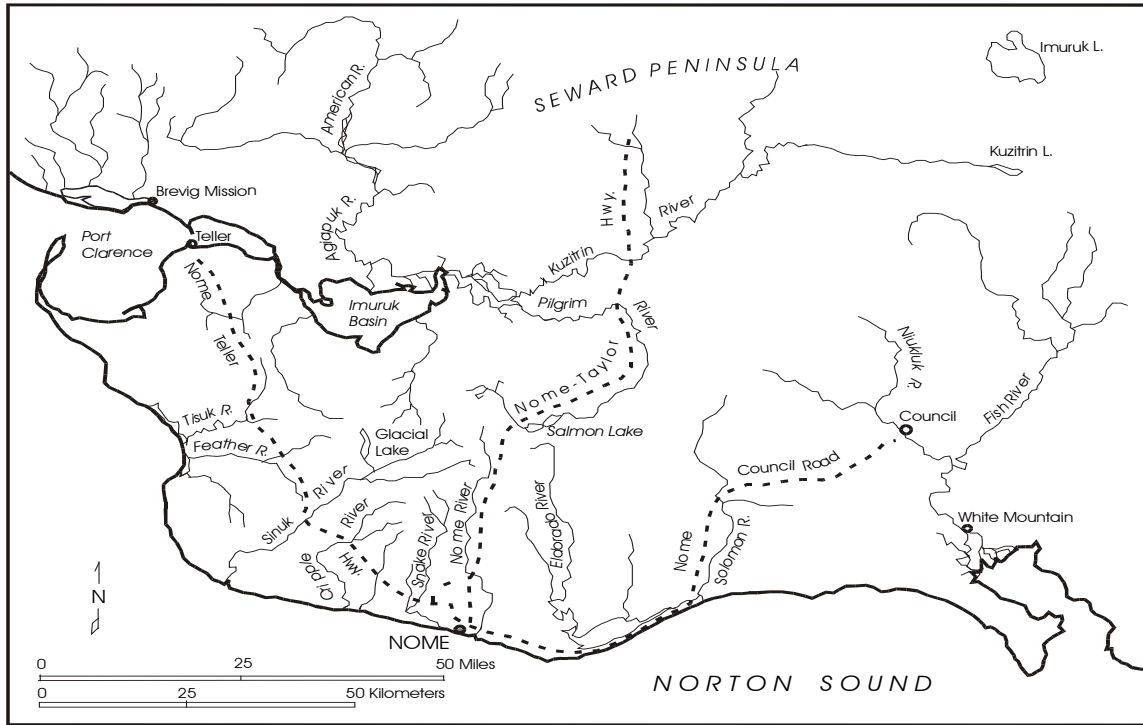 Imuruk L.
SEWARD PENINSULA
American R.
Kuzitrin L.
Brevig Mission
Hwy.
River
Agiapuk R.
Teller
Port
Clarence
Kuzitrin
Nome
Imuruk
Basin
Pilgrim
River
Teller
Niukluk R.
Nome-Taylor
Fish River
Tisuk R.
Council
Salmon Lake
Feather R.
Glacial
Lake
Council Road
River
Sinuk
River
Nome River
Snake River
Eldorado River
White Mountain
Hwy.
Nome
Solomon R.
Cripple
N
NOME
0 25 50 Miles
0 25 50 Kilometers
NORTON SOUND